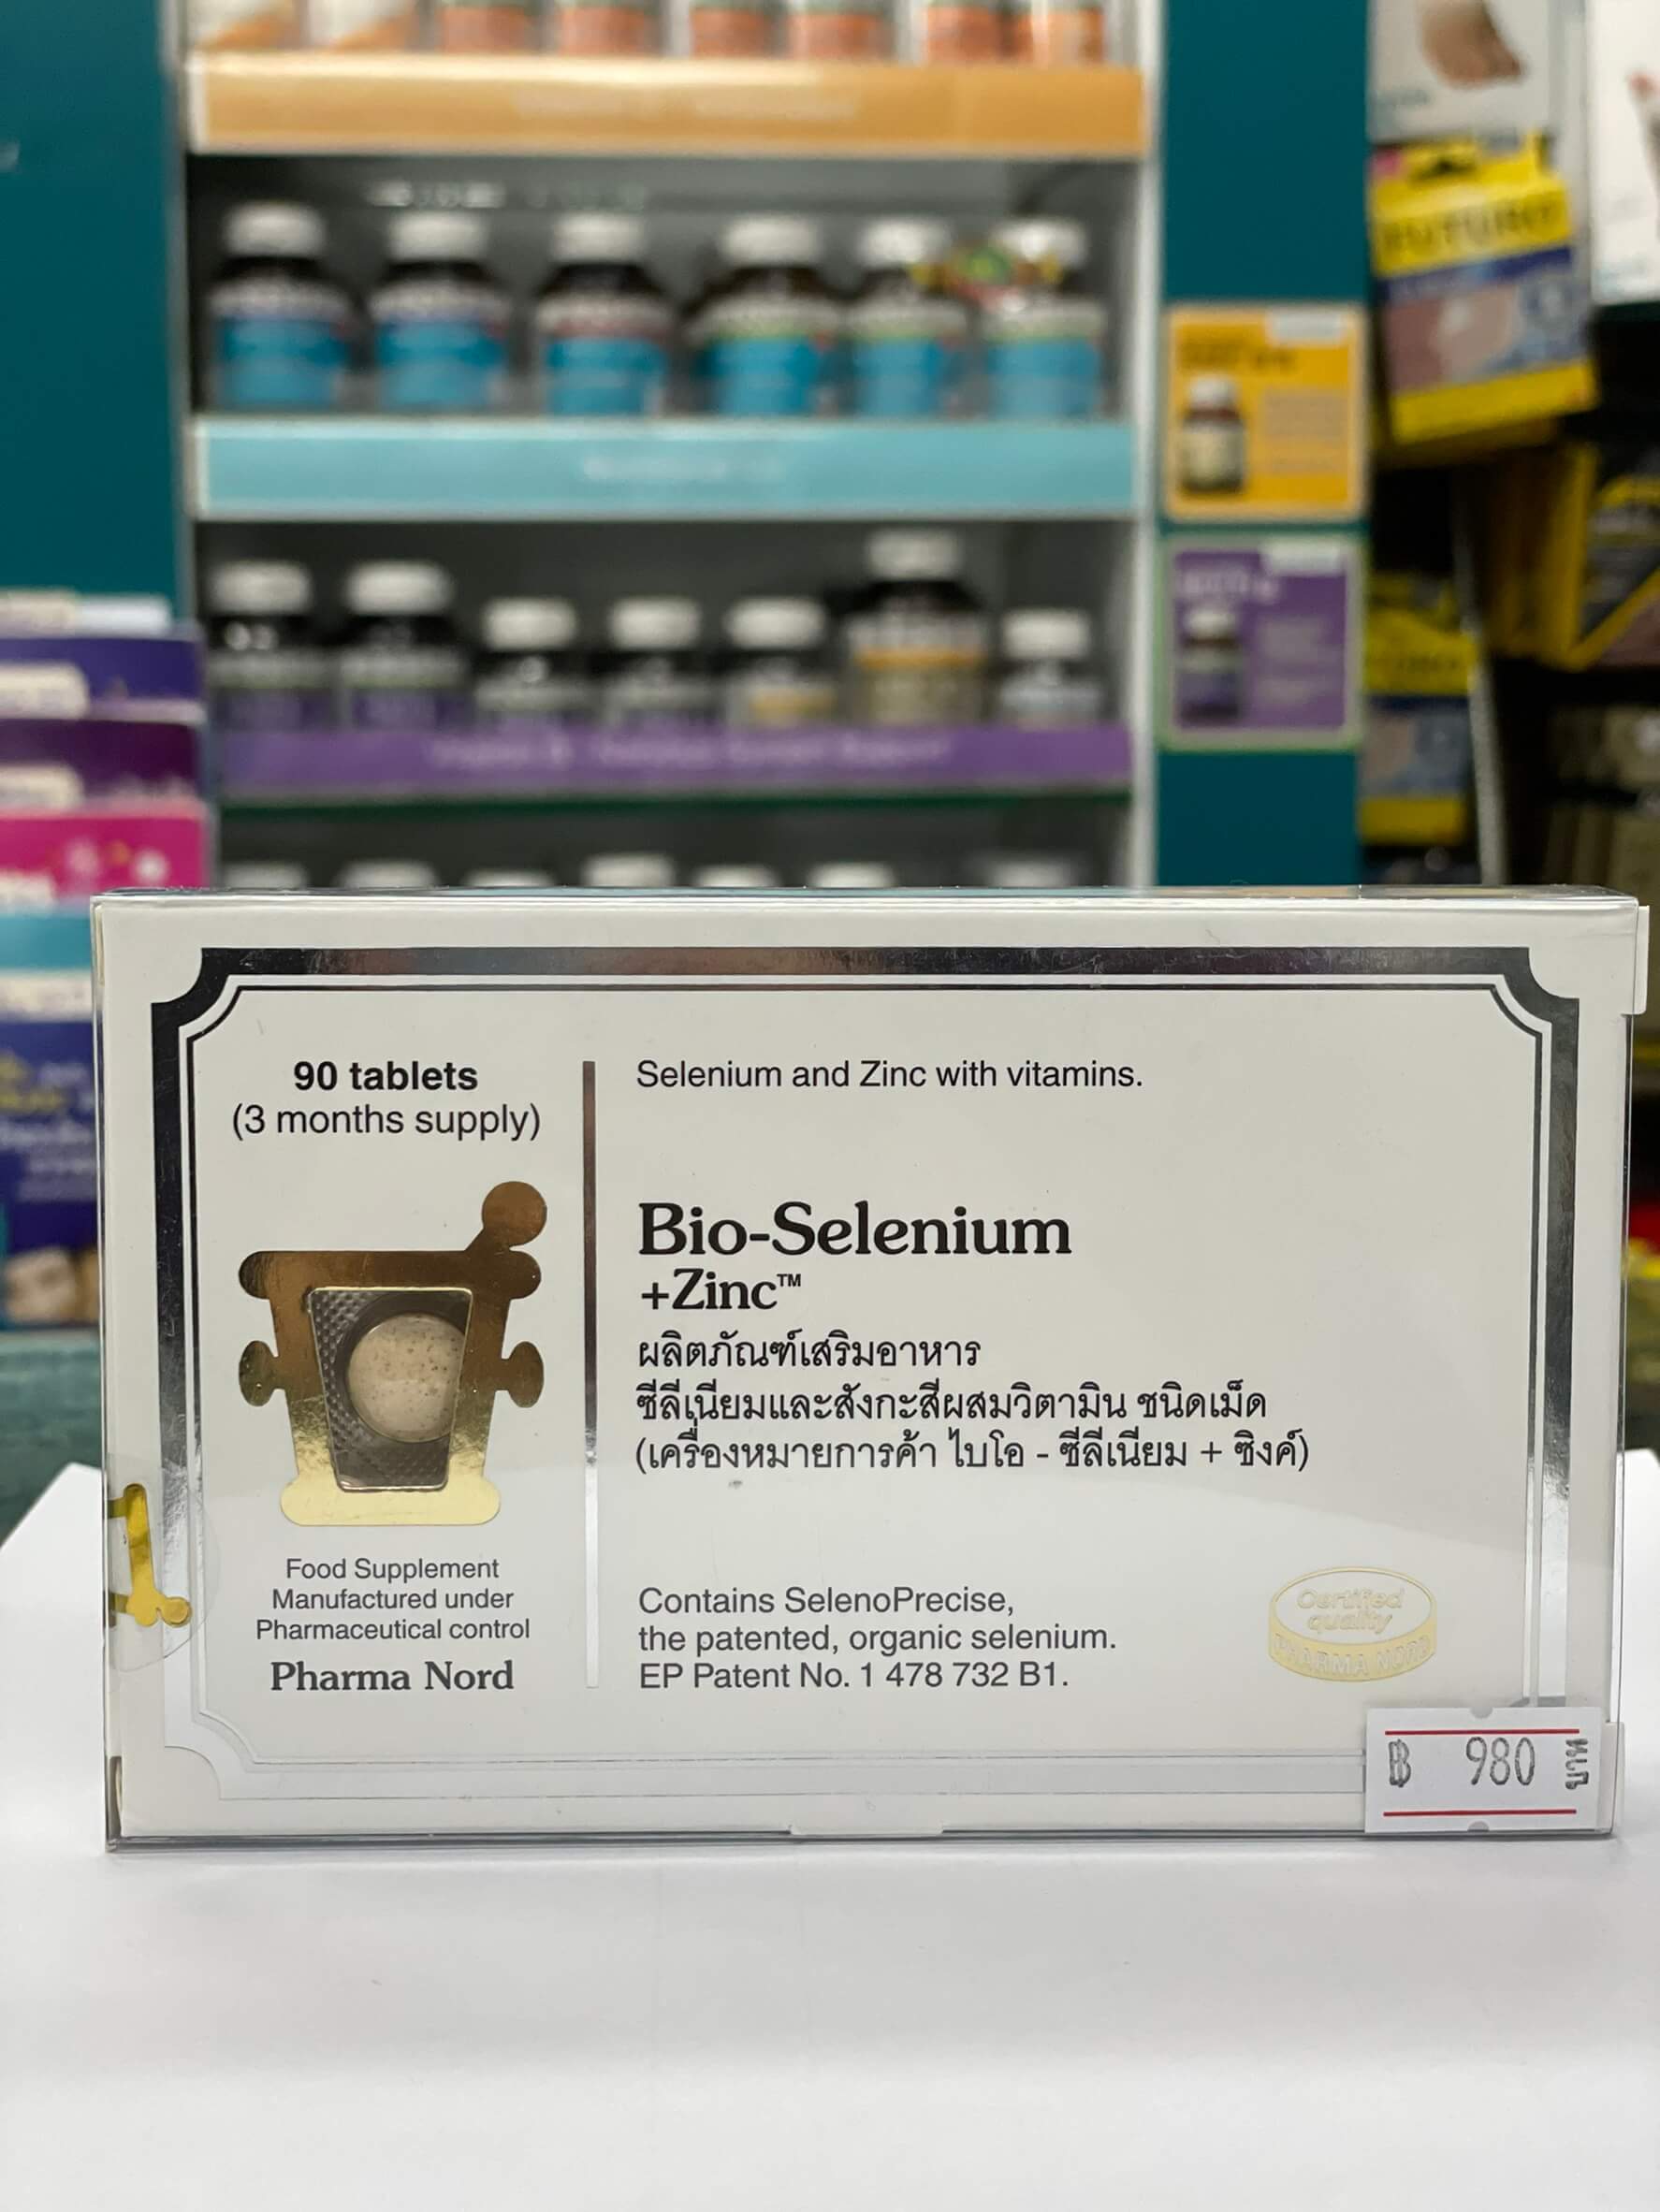 FUTURO
90 tablets
(3 months supply)
Selenium and Zinc with vitamins.
Bio-Selenium
+Zinc™
ผลิตภัณฑ์เสริมอาหาร
ซีลีเนียมและสังกะสีผสมวิตามิน ชนิดเม็ด
(เครื่องหมายการค้า ไบโอ - ซีลีเนียม + ซิงค์)
Food Supplement
Manufactured under
Pharmaceutical control
Pharma Nord
Contains SelenoPrecise,
the patented, organic selenium.
EP Patent No. 1 478 732 B1.
Certified
quality
PHARMA NORD
฿ 980 บาท